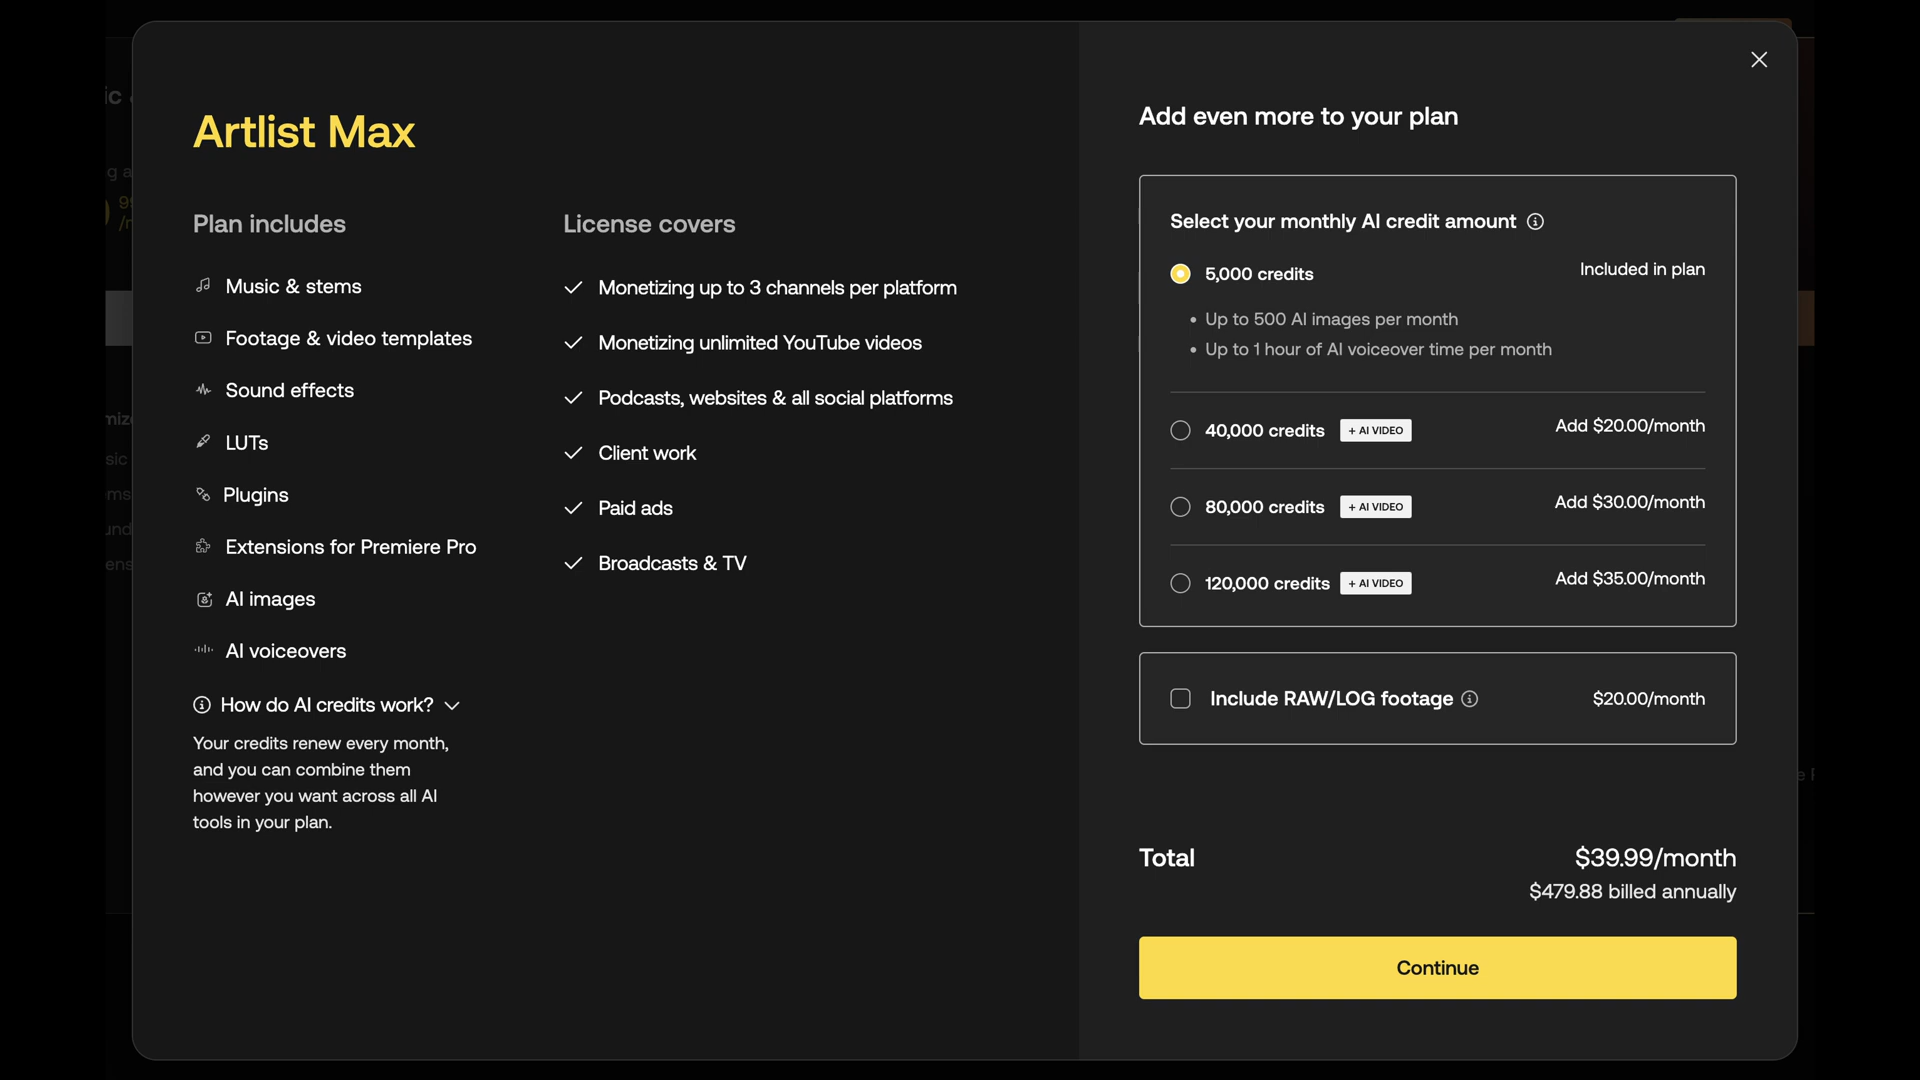 Artlist Max
Plan includes
Music & stems
Footage & video templates
Sound effects
LUTs
Plugins
Extensions for Premiere Pro
AI images
AI voiceovers
How do AI credits work?
Your credits renew every month,
and you can combine them
however you want across all AI
tools in your plan.
License covers
Monetizing up to 3 channels per platform
Monetizing unlimited YouTube videos
Podcasts, websites & all social platforms
Client work
Paid ads
Broadcasts & TV
Add even more to your plan
Select your monthly AI credit amount
5,000 credits Included in plan
• Up to 500 AI images per month
• Up to 1 hour of AI voiceover time per month
40,000 credits + AI VIDEO Add $20.00/month
80,000 credits + AI VIDEO Add $30.00/month
120,000 credits + AI VIDEO Add $35.00/month
Include RAW/LOG footage $20.00/month
Total $39.99/month
$479.88 billed annually
Continue